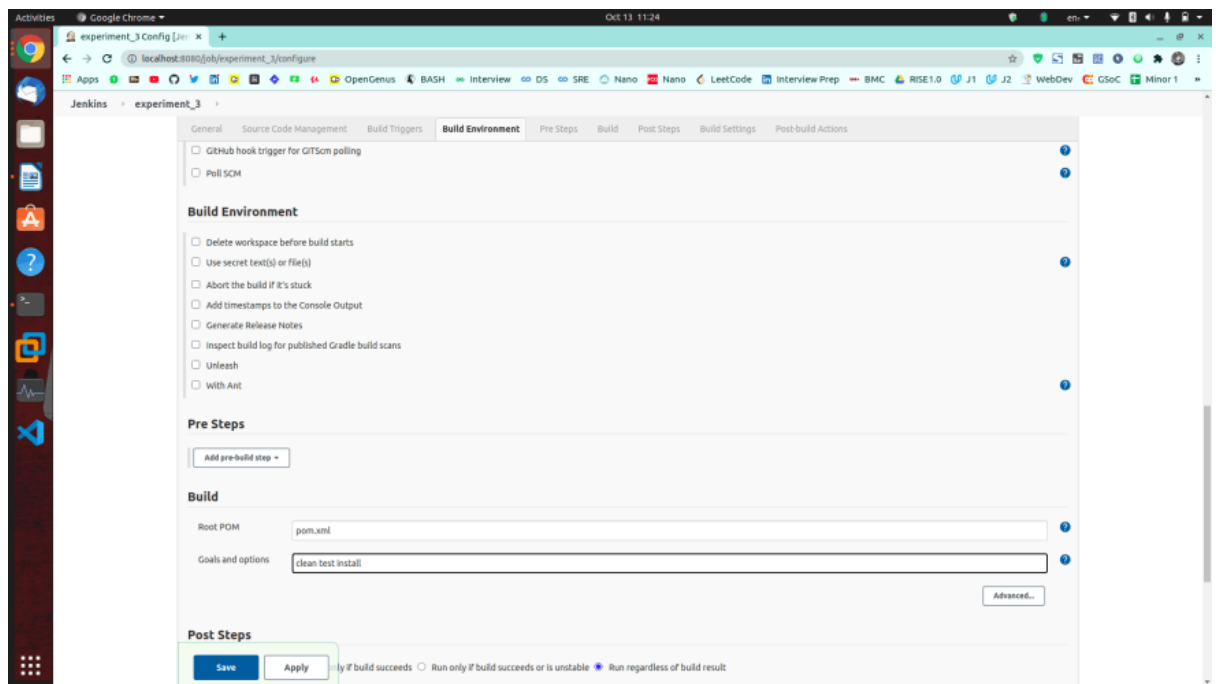 Activities Google Chrome Oct 13 11:24 en
experiment_3 Config [Jen × +
localhost:8080/job/experiment_3/configure
Apps OpenGenus BASH Interview DS SRE Nano Nano LeetCode Interview Prep BMC RISE1.0 J1 J2 WebDev GSoC Minor 1 »
Jenkins › experiment_3 ›
General Source Code Management Build Triggers Build Environment Pre Steps Build Post Steps Build Settings Post-build Actions
GitHub hook trigger for GITScm polling
Poll SCM
Build Environment
Delete workspace before build starts
Use secret text(s) or file(s)
Abort the build if it's stuck
Add timestamps to the Console Output
Generate Release Notes
Inspect build log for published Gradle build scans
Unleash
With Ant
Pre Steps
Add pre-build step
Build
Root POM pom.xml
Goals and options clean test install
Advanced...
Post Steps
Save Apply ly if build succeeds Run only if build succeeds or is unstable Run regardless of build result